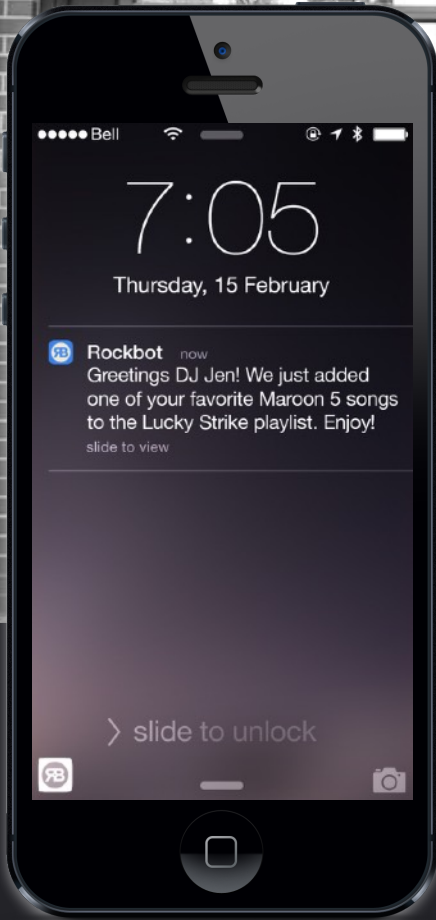 Bell
7:05
Thursday, 15 February
RB
Rockbot now
Greetings DJ Jen! We just added
one of your favorite Maroon 5 songs
to the Lucky Strike playlist. Enjoy!
slide to view
> slide to unlock
RB